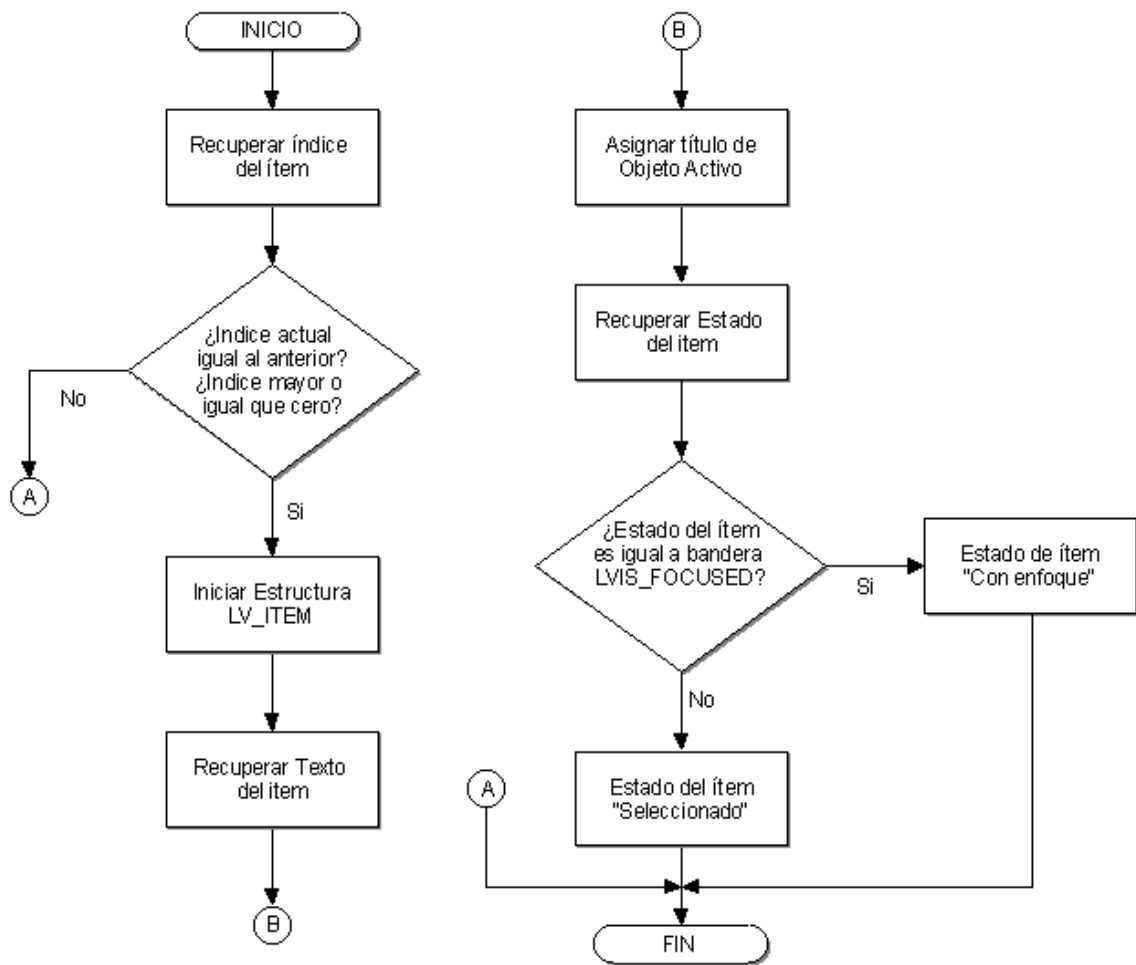 INICIO
Recuperar índice
del ítem
¿Indice actual
igual al anterior?
¿Indice mayor o
igual que cero?
No
A
Si
Iniciar Estructura
LV_ITEM
Recuperar Texto
del item
B
B
Asignar título de
Objeto Activo
Recuperar Estado
del item
¿Estado del ítem
es igual a bandera
LVIS_FOCUSED?
Si
Estado de ítem
"Con enfoque"
No
Estado del ítem
"Seleccionado"
A
FIN